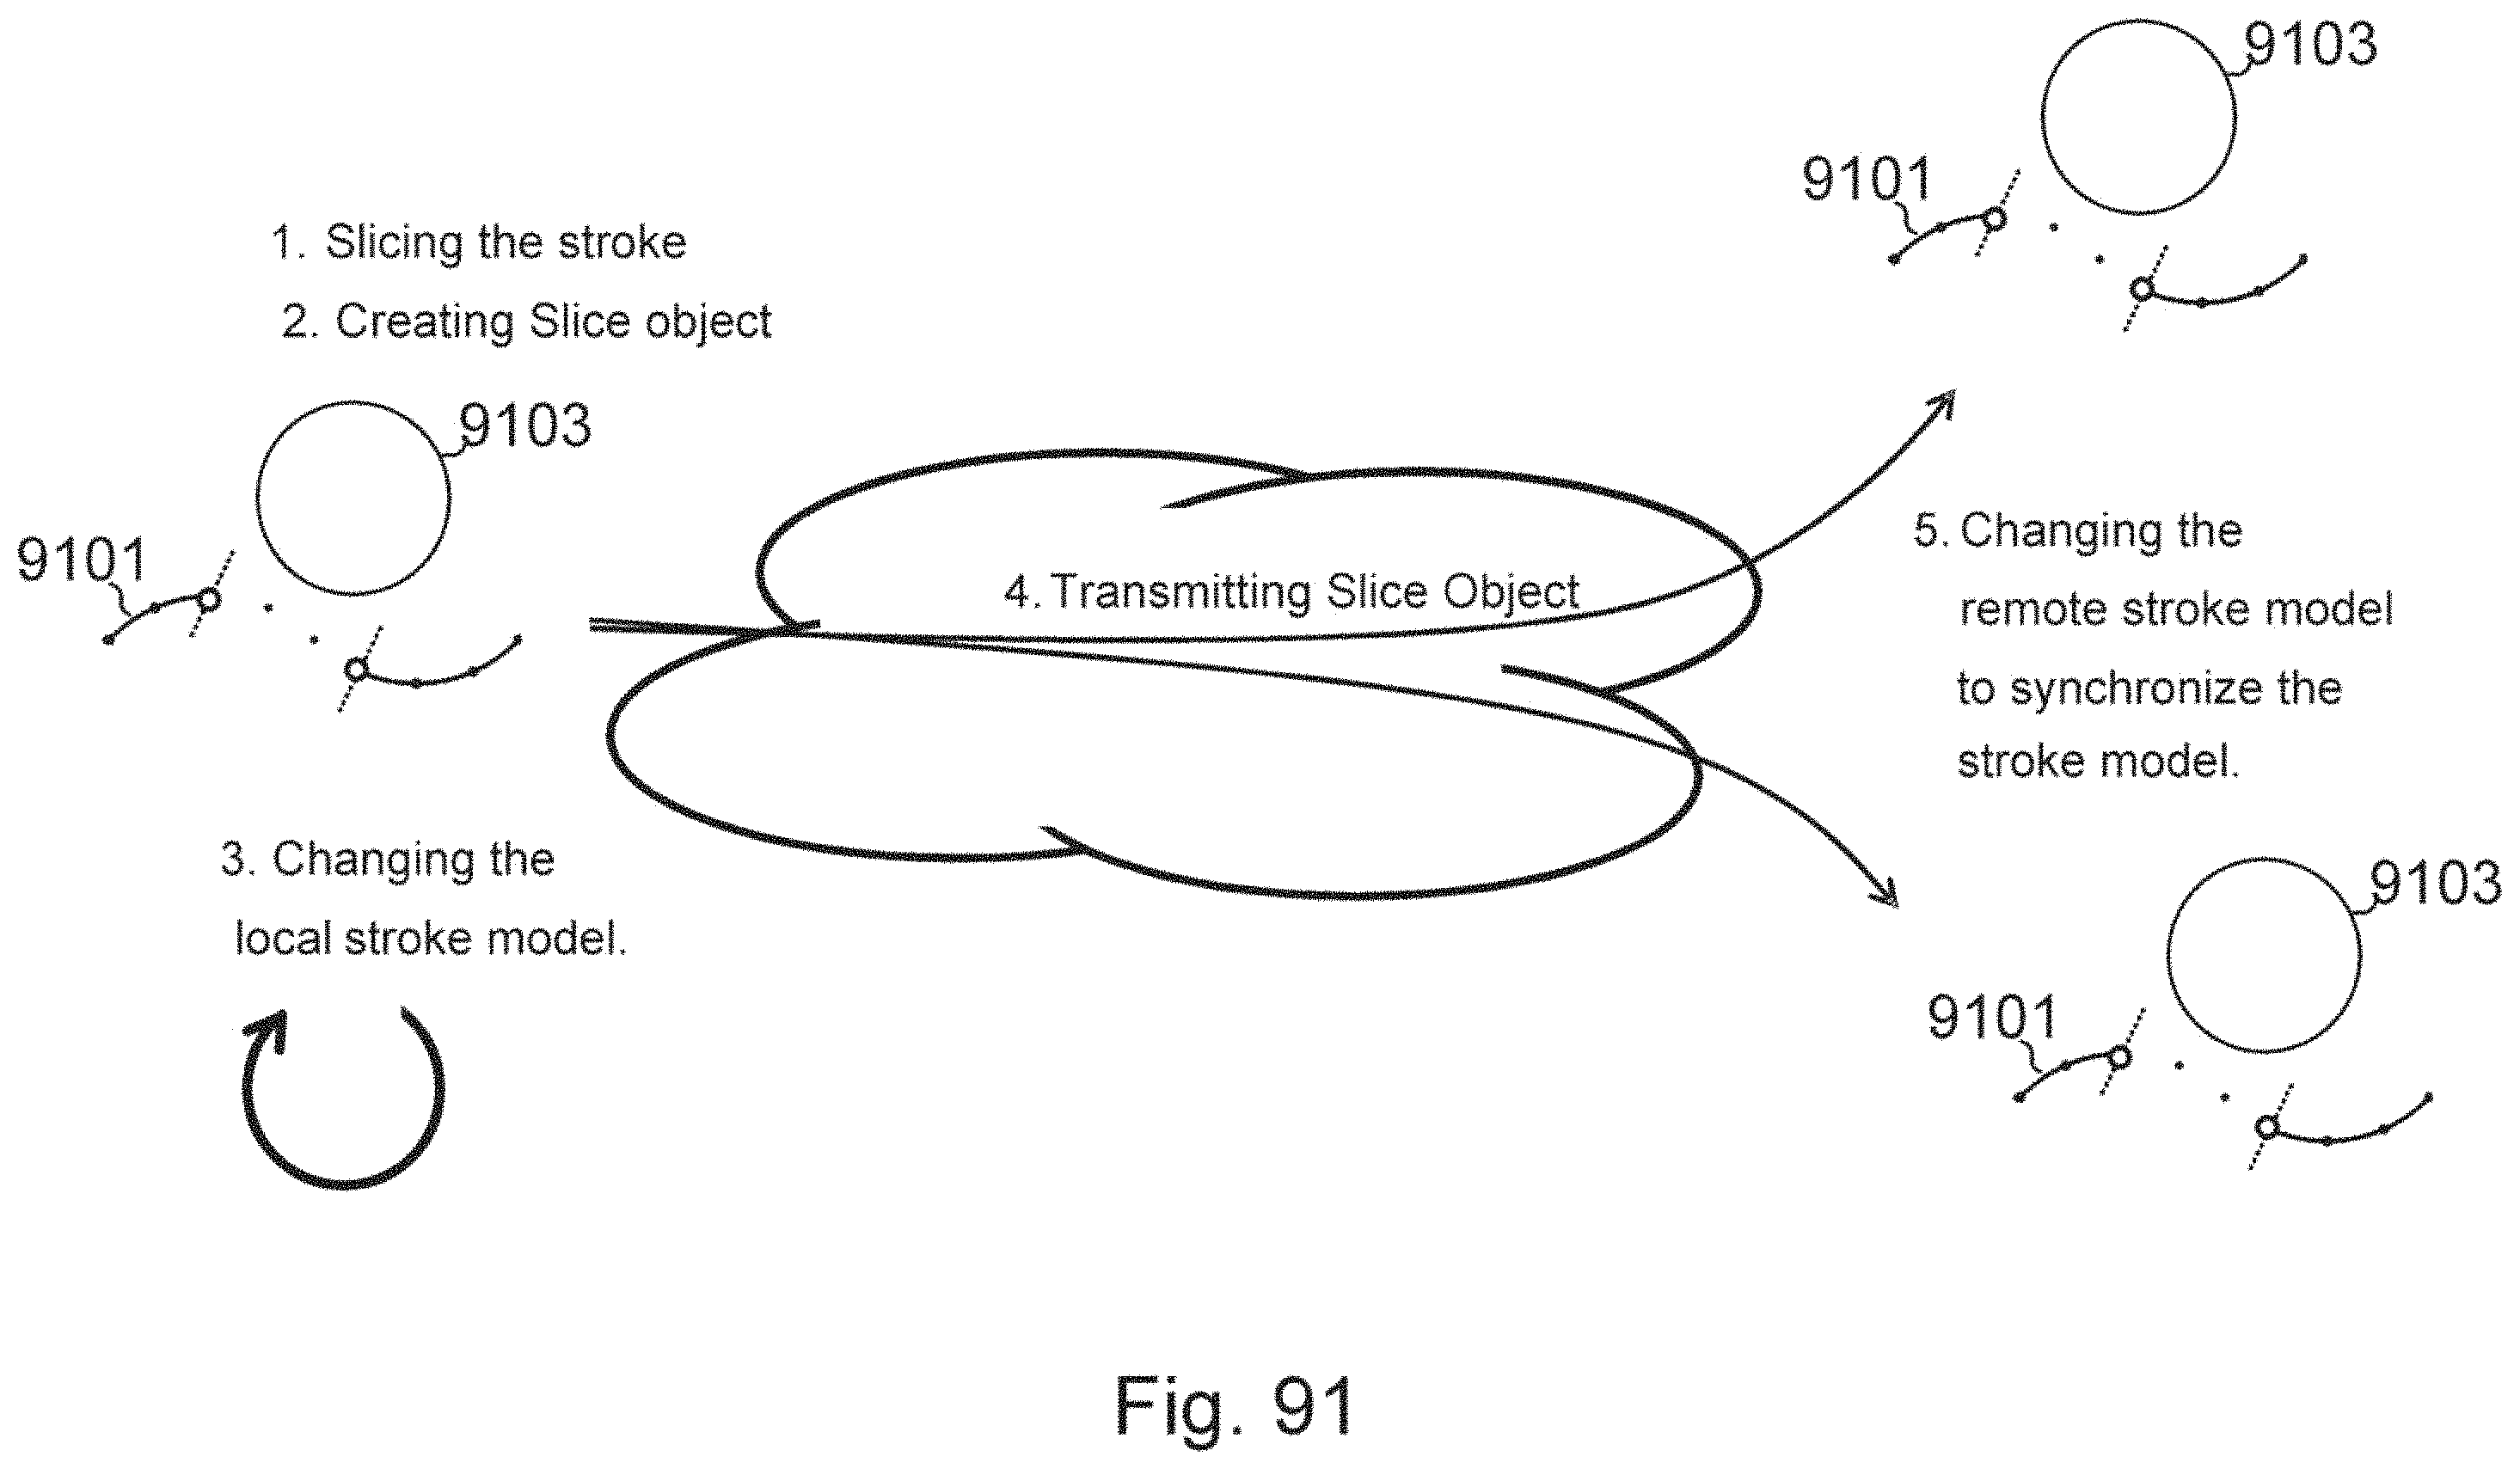 9103
9101
1. Slicing the stroke
2. Creating Slice object
9103
9101
4. Transmitting Slice Object
5. Changing the
remote stroke model
to synchronize the
stroke model.
3. Changing the
local stroke model.
9103
9101
Fig. 91